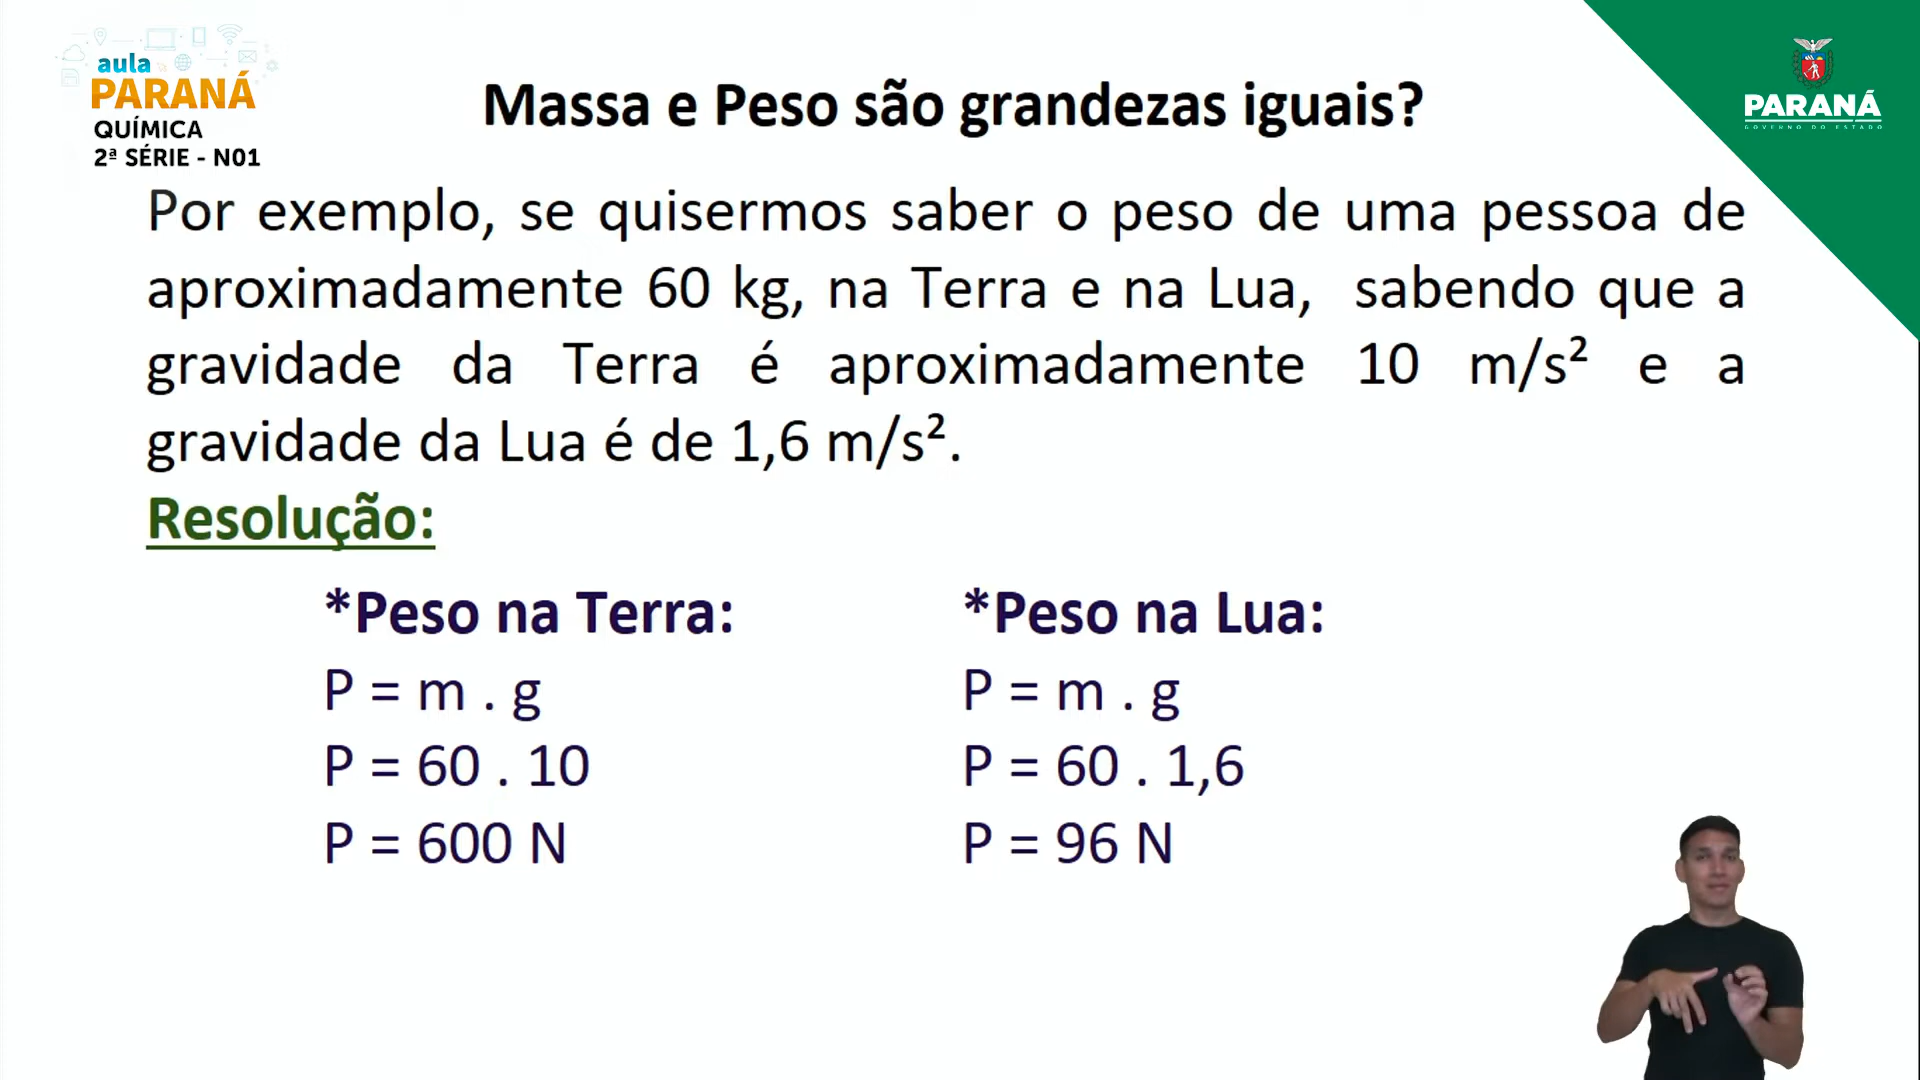 aula
PARANÁ
QUÍMICA
2ª SÉRIE - N01
Massa e Peso são grandezas iguais?
PARANÁ
GOVERNO DO ESTADO
Por exemplo, se quisermos saber o peso de uma pessoa de
aproximadamente 60 kg, na Terra e na Lua, sabendo que a
gravidade da Terra é aproximadamente 10 m/s² e a
gravidade da Lua é de 1,6 m/s².
Resolução:
*Peso na Terra:
P = m . g
P = 60 . 10
P = 600 N
*Peso na Lua:
P = m . g
P = 60 . 1,6
P = 96 N